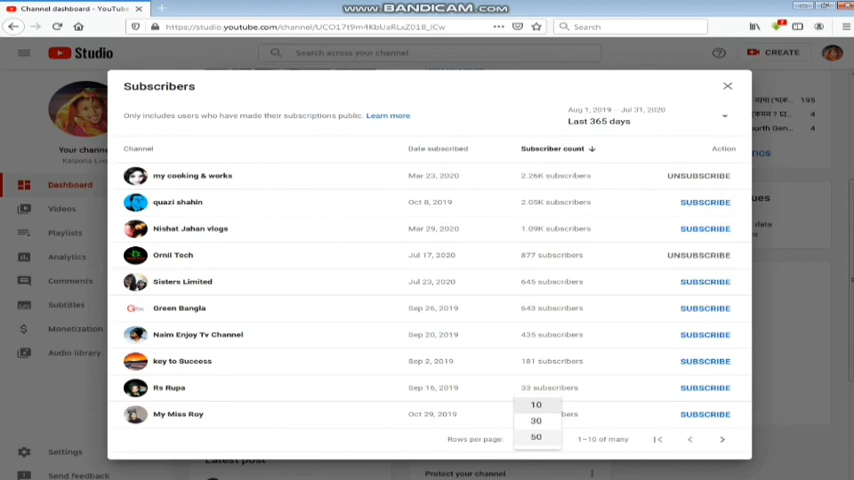 www.BANDICAM.com
Channel dashboard - YouTube
https://studio.youtube.com/channel/
Search
Studio
Search across your channel
CREATE
Subscribers
Only includes users who have made their subscriptions public. Learn more
Aug 1, 2019 – Jul 31, 2020
Last 365 days
Channel Date subscribed Subscriber count Action
my cooking & works Mar 23, 2020 2.26K subscribers UNSUBSCRIBE
quazi shahin Oct 8, 2019 2.05K subscribers SUBSCRIBE
Nishat Jahan vlogs Mar 29, 2020 1.09K subscribers SUBSCRIBE
Ornil Tech Jul 17, 2020 877 subscribers UNSUBSCRIBE
Sisters Limited Jul 23, 2020 645 subscribers SUBSCRIBE
Green Bangla Sep 26, 2019 643 subscribers SUBSCRIBE
Naim Enjoy Tv Channel Sep 20, 2019 435 subscribers SUBSCRIBE
key to Success Sep 2, 2019 181 subscribers SUBSCRIBE
Rs Rupa Sep 16, 2019 33 subscribers SUBSCRIBE
My Miss Roy Oct 29, 2019 SUBSCRIBE
10
30
50
Rows per page: 1–10 of many
Your chann
Kalpona
Dashboard
Videos
Playlists
Analytics
Comments
Subtitles
Monetization
Audio library
Settings
Send feedback
195
4
4
Latest post
Protect your channel